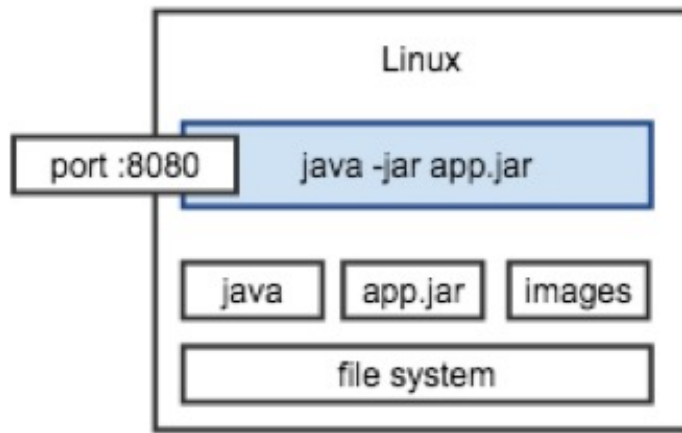 Linux
port :8080
java -jar app.jar
java
app.jar
images
file system